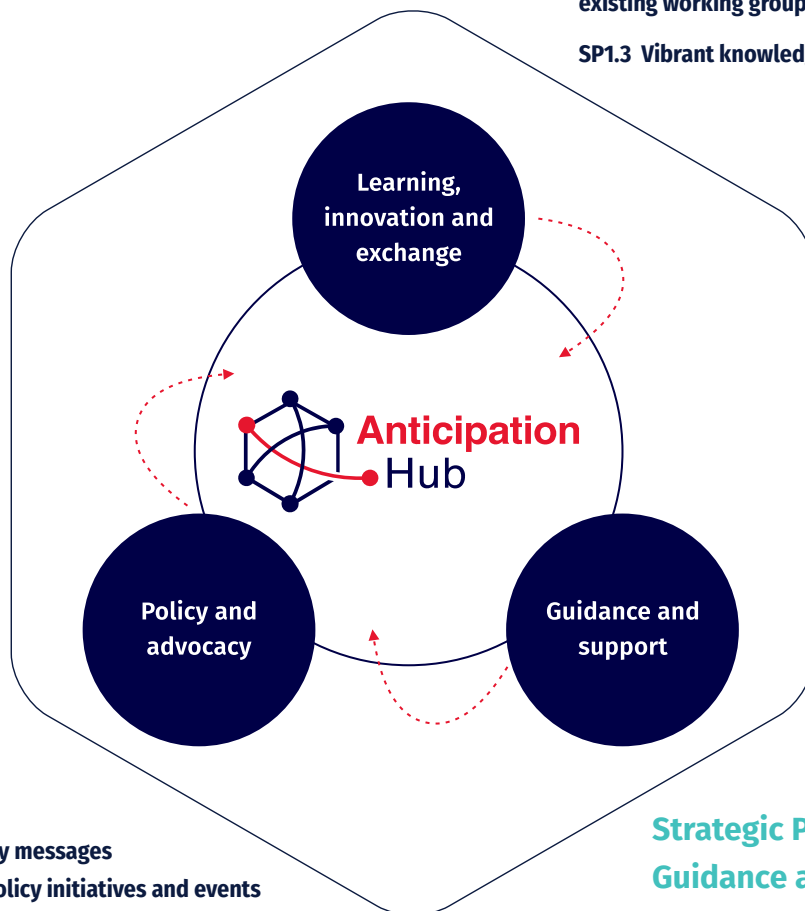 existing working group
SP1.3 Vibrant knowled
Learning,
innovation and
exchange
Anticipation
Hub
Policy and
advocacy
Guidance and
support
Strategic P
Guidance a
y messages
olicy initiatives and events